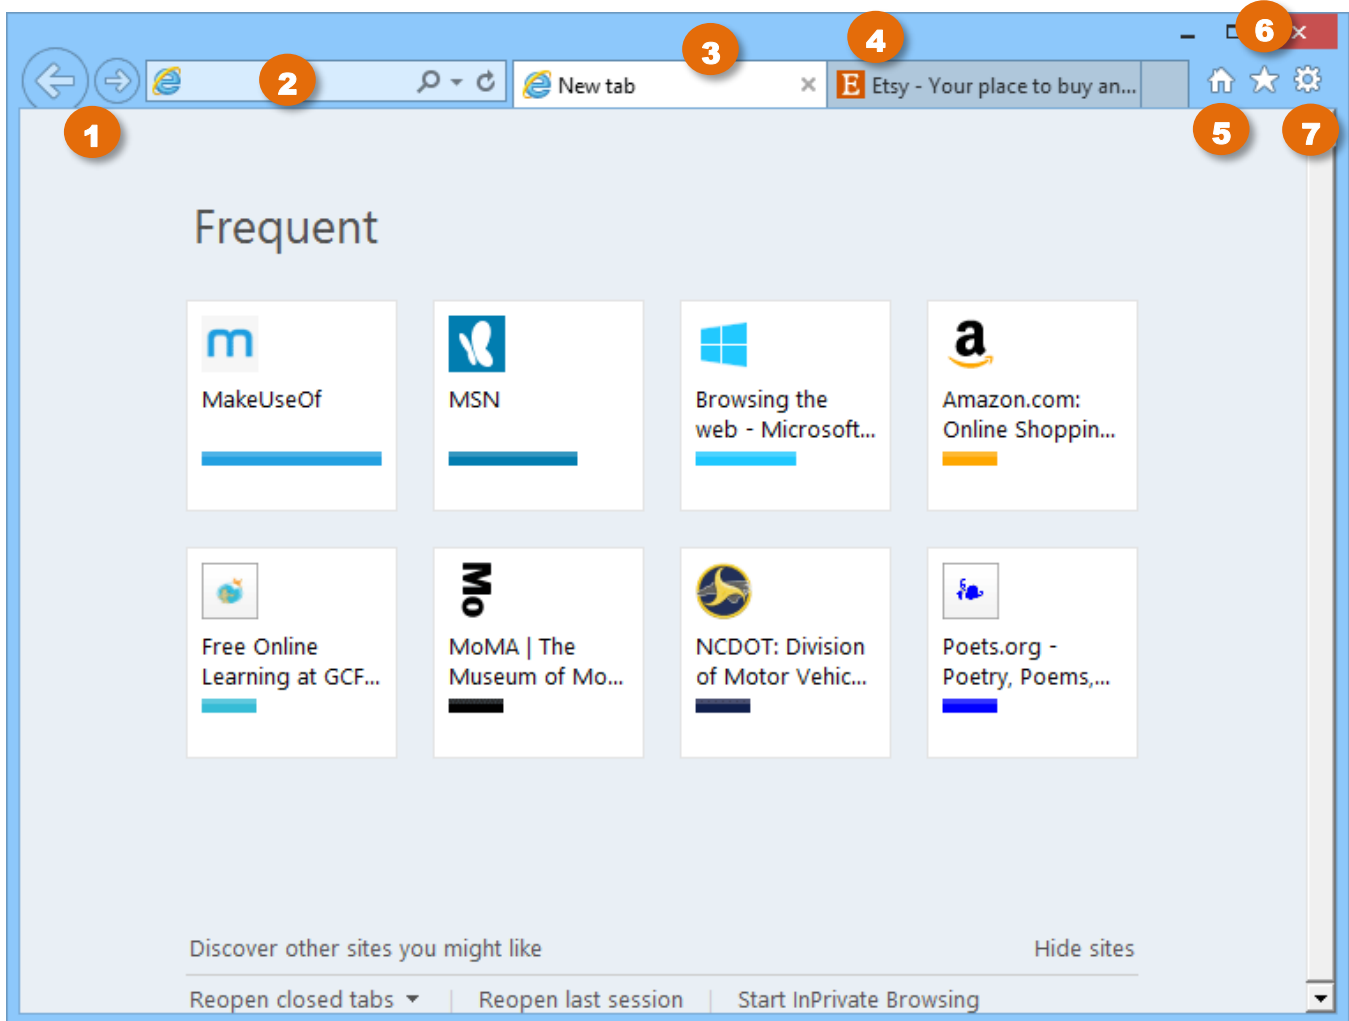 6
3
4
2
New tab
E Etsy - Your place to buy an...
1
5
7
Frequent
m
a
MakeUseOf
MSN
Browsing the
web - Microsoft...
Amazon.com:
Online Shoppin...
Mo
Free Online
Learning at GCF...
MoMA | The
Museum of Mo...
NCDOT: Division
of Motor Vehic...
Poets.org -
Poetry, Poems,...
Discover other sites you might like
Hide sites
Reopen closed tabs
Reopen last session
Start InPrivate Browsing